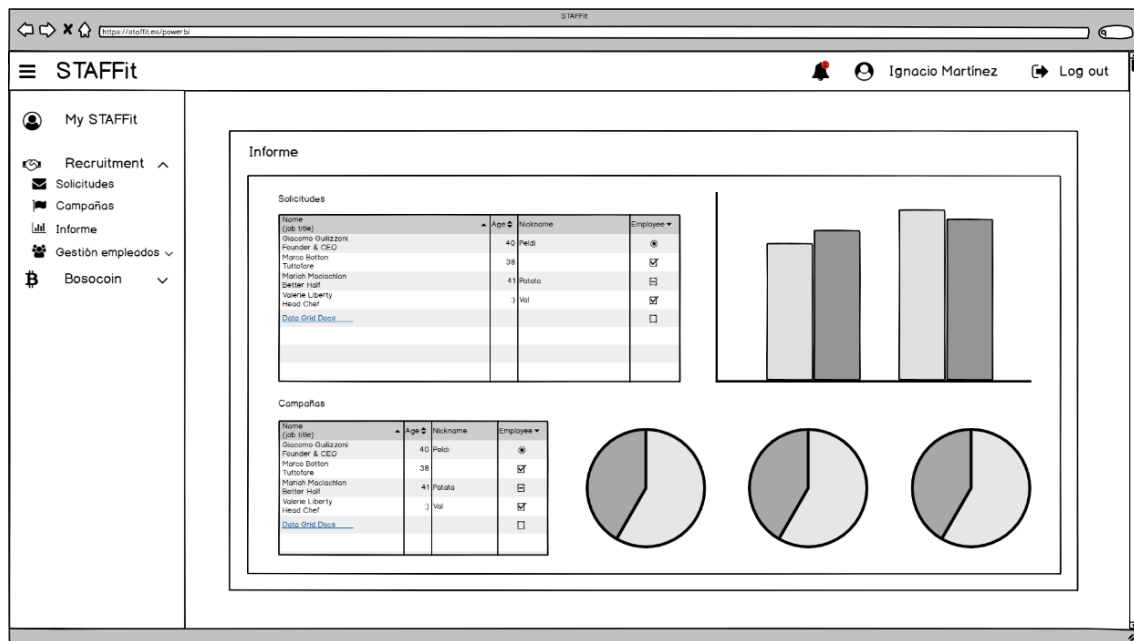 STAFFit
https://staffit.es/powerbi
STAFFit
Ignacio Martínez
Log out
My STAFFit
Recruitment
Solicitudes
Campañas
Informe
Gestión empleados
Bosocoin
Informe
Solicitudes
Name
(job title)
Age
Nickname
Employee
Giacomo Guilizzoni
Founder & CEO
40
Peldi
Marco Botton
Tuttofare
38
Mariah Maclachlan
Better Half
41
Patata
Valerie Liberty
Head Chef
:)
Val
Data Grid Docs
Campañas
Name
(job title)
Age
Nickname
Employee
Giacomo Guilizzoni
Founder & CEO
40
Peldi
Marco Botton
Tuttofare
38
Mariah Maclachlan
Better Half
41
Patata
Valerie Liberty
Head Chef
:)
Val
Data Grid Docs